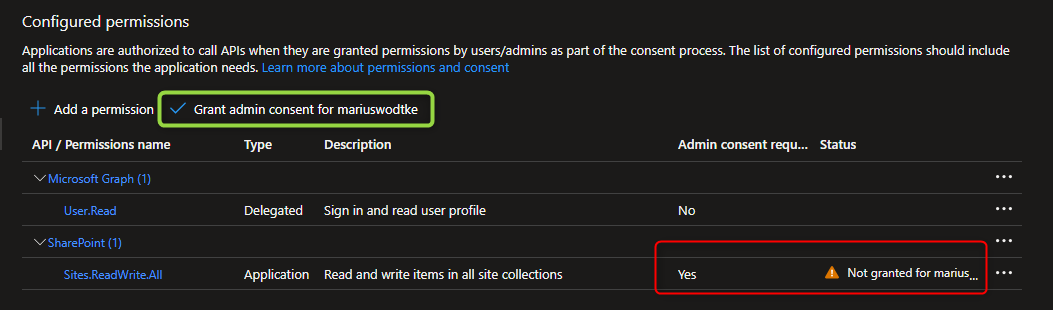 Configured permissions
Applications are authorized to call APIs when they are granted permissions by users/admins as part of the consent process. The list of configured permissions should include
all the permissions the application needs. Learn more about permissions and consent
Add a permission Grant admin consent for mariuswodtke
API / Permissions name Type Description Admin consent requ... Status
Microsoft Graph (1)
User.Read Delegated Sign in and read user profile No
SharePoint (1)
Sites.ReadWrite.All Application Read and write items in all site collections Yes Not granted for marius...